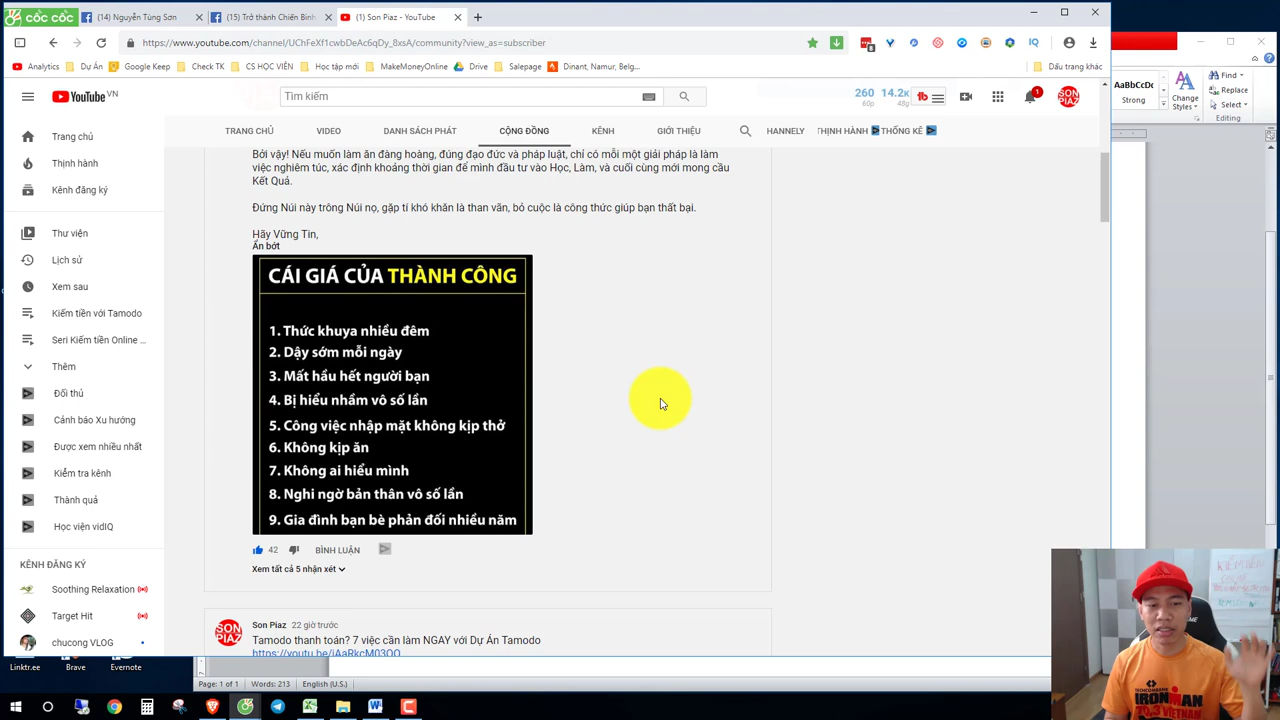 CỐC CỐC
(14) Nguyễn Tùng Sơn
(15) Trở thành Chiến Binh
(1) Son Piaz - YouTube
https://www.youtube.com/channel/UChFeXf1cwbDeAc6qDy_8xsA/community?view_as=subscriber
Analytics
Dự Án
Google Keep
Check TK
CS HỌC VIÊN
Học tập mới
MakeMoneyOnline
Drive
Salepage
Dinant, Namur, Belg...
Dấu trang khác
YouTube VN
Tìm kiếm
260
60p
14.2K
48g
TRANG CHỦ
VIDEO
DANH SÁCH PHÁT
CỘNG ĐỒNG
KÊNH
GIỚI THIỆU
HANNELY
THỊNH HÀNH
THỐNG KÊ
Trang chủ
Thịnh hành
Kênh đăng ký
Thư viện
Lịch sử
Xem sau
Kiếm tiền với Tamodo
Seri Kiếm tiền Online ...
Thêm
Đối thủ
Cảnh báo Xu hướng
Được xem nhiều nhất
Kiểm tra kênh
Thành quả
Học viện vidIQ
KÊNH ĐĂNG KÝ
Soothing Relaxation
Target Hit
chucong VLOG
Bởi vậy! Nếu muốn làm ăn đàng hoàng, đúng đạo đức và pháp luật, chỉ có mỗi một giải pháp là làm
việc nghiêm túc, xác định khoảng thời gian để mình đầu tư vào Học, Làm, và cuối cùng mới mong cầu
Kết Quả.
Đứng Núi này trông Núi nọ, gặp tí khó khăn là than vãn, bỏ cuộc là công thức giúp bạn thất bại.
Hãy Vững Tin,
Ẩn bớt
CÁI GIÁ CỦA THÀNH CÔNG
1. Thức khuya nhiều đêm
2. Dậy sớm mỗi ngày
3. Mất hầu hết người bạn
4. Bị hiểu nhầm vô số lần
5. Công việc nhập mặt không kịp thở
6. Không kịp ăn
7. Không ai hiểu mình
8. Nghi ngờ bản thân vô số lần
9. Gia đình bạn bè phản đối nhiều năm
42
BÌNH LUẬN
Xem tất cả 5 nhận xét
SON PIAZ
Son Piaz 22 giờ trước
Tamodo thanh toán? 7 việc cần làm NGAY với Dự Án Tamodo
AaBbCcDc
Strong
Change
Styles
Find
Replace
Select
Editing
Linktr.ee
Brave
Evernote
Page: 1 of 1
Words: 213
English (U.S.)
IRONMAN
70.3 VIETNAM